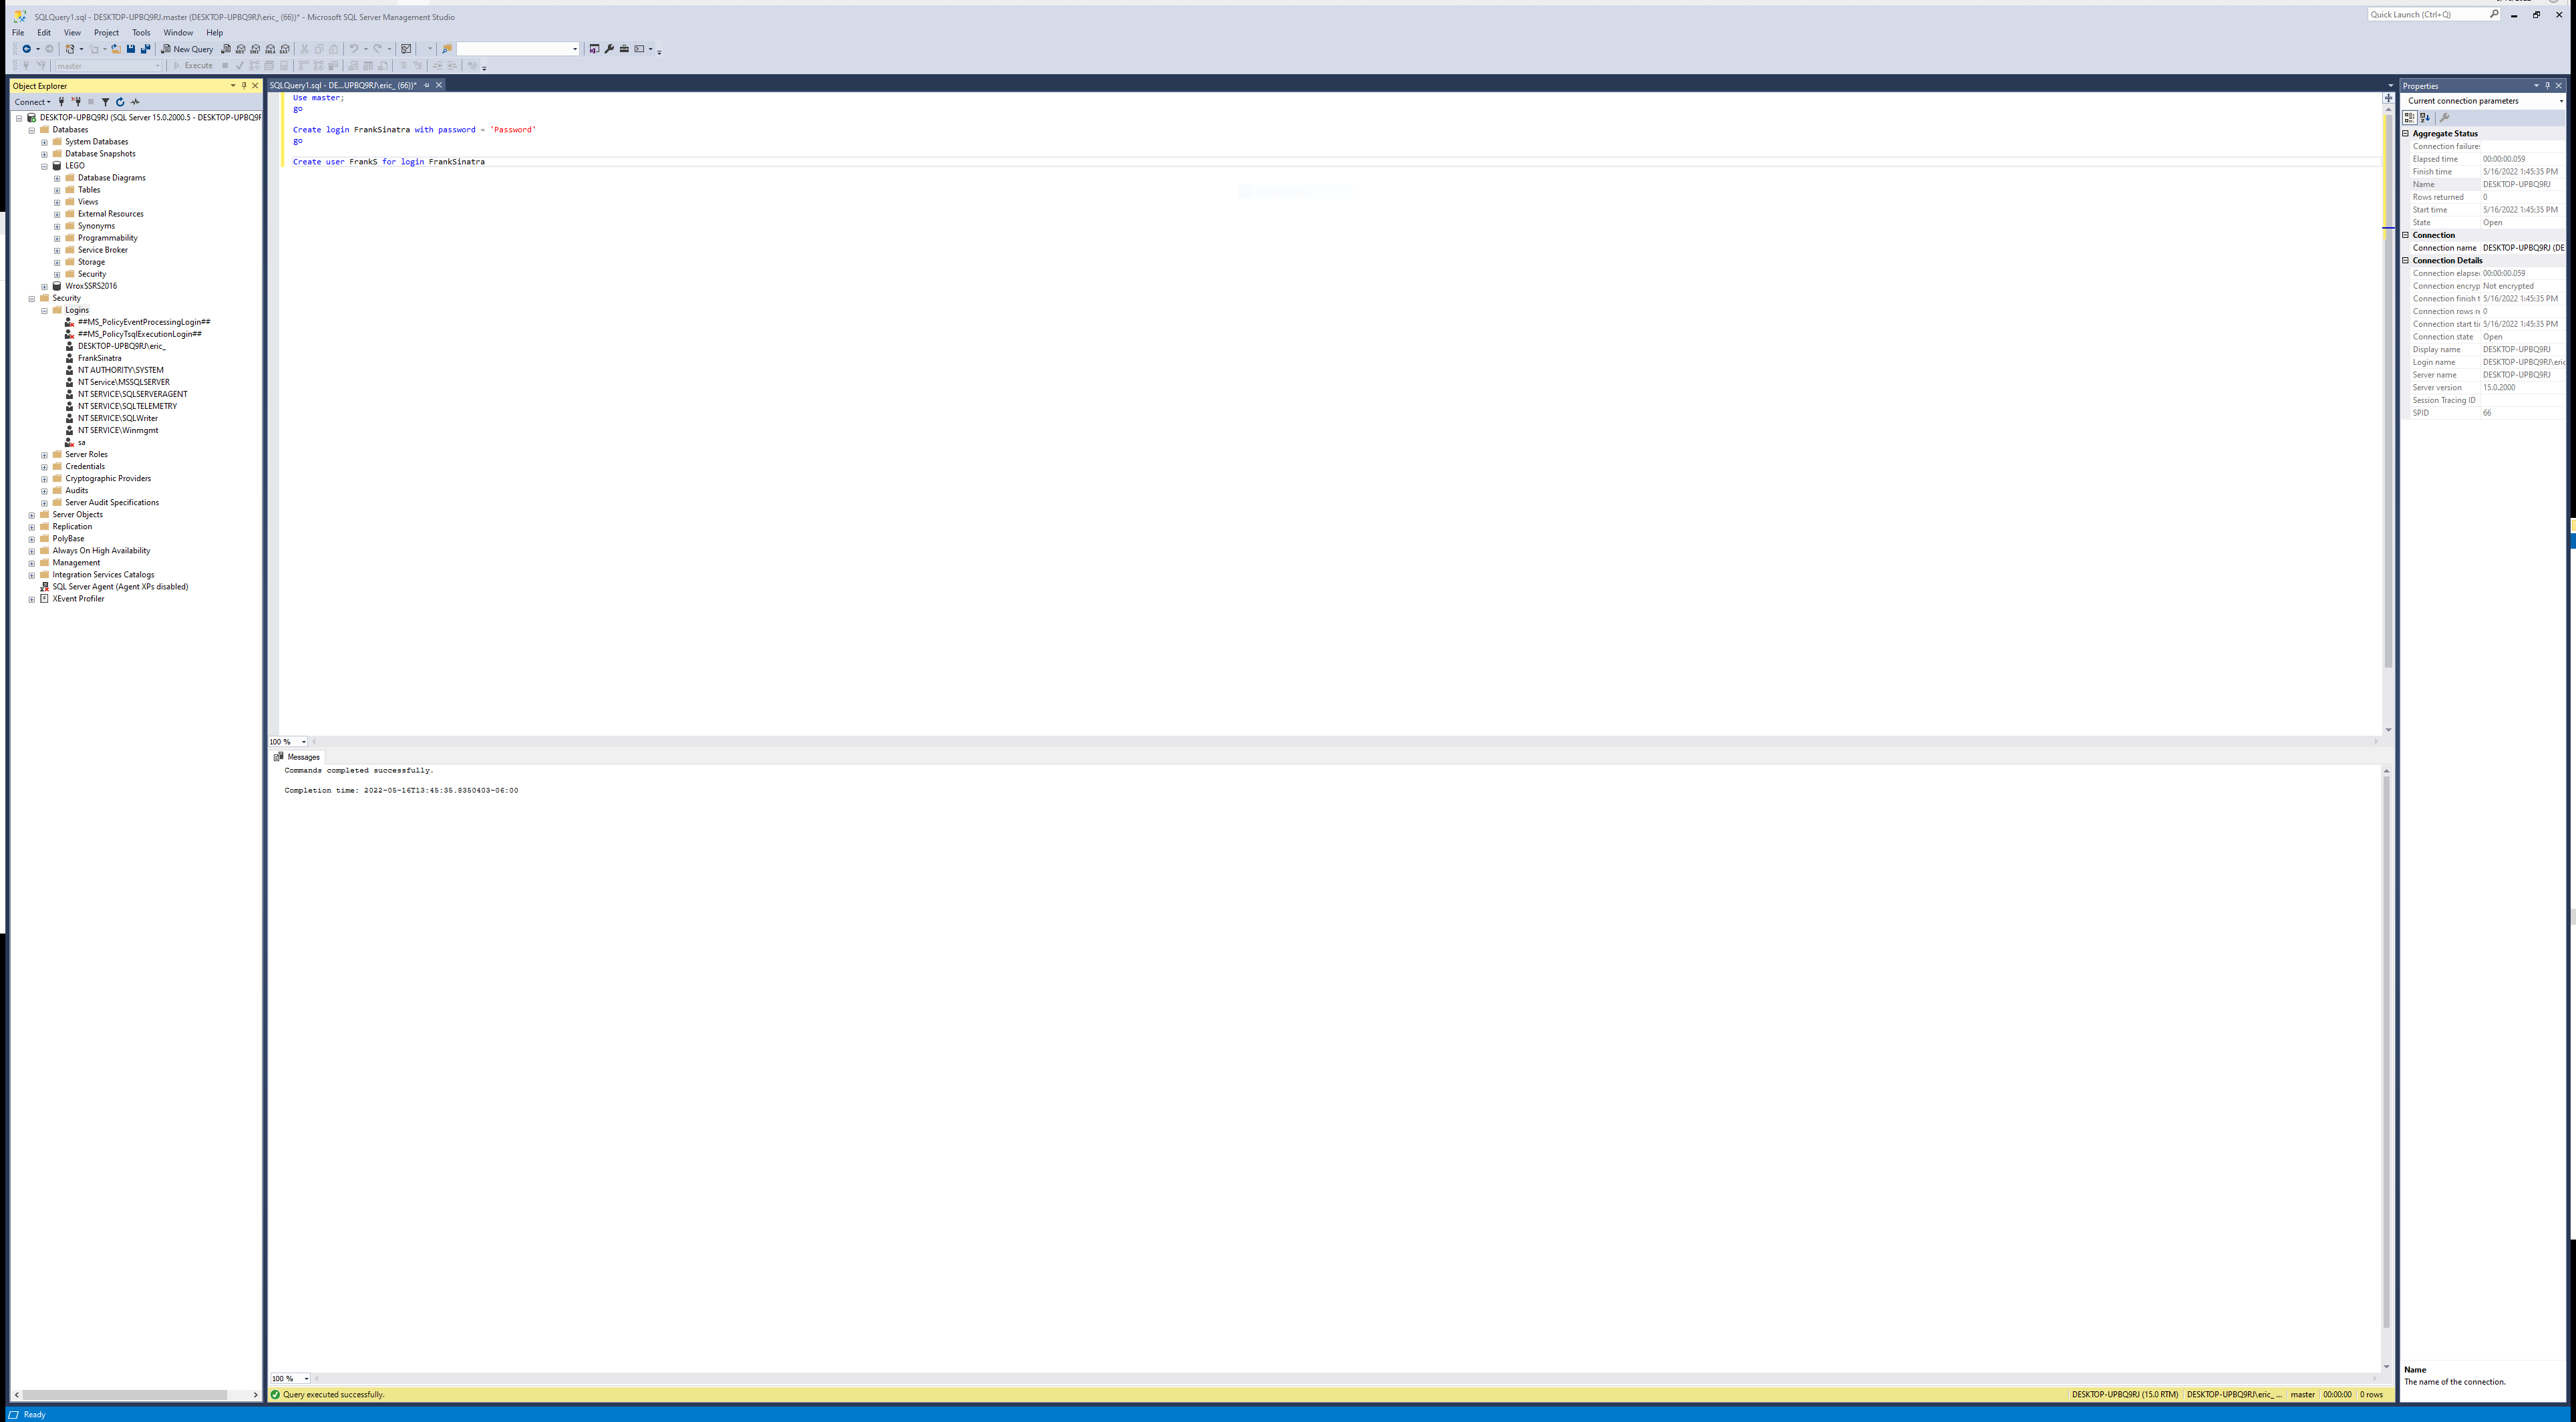 SQLQuery1.sql - DESKTOP-UPBQ9RJ.master (DESKTOP-UPBQ9RJ\eric_ (66))* - Microsoft SQL Server Management Studio
Quick Launch (Ctrl+Q)
File Edit View Project Tools Window Help
New Query
master
Execute
Object Explorer
Connect
DESKTOP-UPBQ9RJ (SQL Server 15.0.2000.5 - DESKTOP-UPBQ9R
Databases
System Databases
Database Snapshots
LEGO
Database Diagrams
Tables
Views
External Resources
Synonyms
Programmability
Service Broker
Storage
Security
WroxSSRS2016
Security
Logins
##MS_PolicyEventProcessingLogin##
##MS_PolicyTsqlExecutionLogin##
DESKTOP-UPBQ9RJ\eric_
FrankSinatra
NT AUTHORITY\SYSTEM
NT Service\MSSQLSERVER
NT SERVICE\SQLSERVERAGENT
NT SERVICE\SQLTELEMETRY
NT SERVICE\SQLWriter
NT SERVICE\Winmgmt
sa
Server Roles
Credentials
Cryptographic Providers
Audits
Server Audit Specifications
Server Objects
Replication
PolyBase
Always On High Availability
Management
Integration Services Catalogs
SQL Server Agent (Agent XPs disabled)
XEvent Profiler
SQLQuery1.sql - DE...UPBQ9RJ\eric_ (66))*
Use master;
go
Create login FrankSinatra with password = 'Password'
go
Create user FrankS for login FrankSinatra
100 %
Messages
Commands completed successfully.
Completion time: 2022-05-16T13:45:35.8350403-06:00
100 %
Query executed successfully.
DESKTOP-UPBQ9RJ (15.0 RTM) DESKTOP-UPBQ9RJ\eric_ ... master 00:00:00 0 rows
Properties
Current connection parameters
Aggregate Status
Connection failures
Elapsed time 00:00:00.059
Finish time 5/16/2022 1:45:35 PM
Name DESKTOP-UPBQ9RJ
Rows returned 0
Start time 5/16/2022 1:45:35 PM
State Open
Connection
Connection name DESKTOP-UPBQ9RJ (DE
Connection Details
Connection elapse 00:00:00.059
Connection encryp Not encrypted
Connection finish t 5/16/2022 1:45:35 PM
Connection rows r 0
Connection start ti 5/16/2022 1:45:35 PM
Connection state Open
Display name DESKTOP-UPBQ9RJ
Login name DESKTOP-UPBQ9RJ\eric
Server name DESKTOP-UPBQ9RJ
Server version 15.0.2000
Session Tracing ID
SPID 66
Name
The name of the connection.
Ready